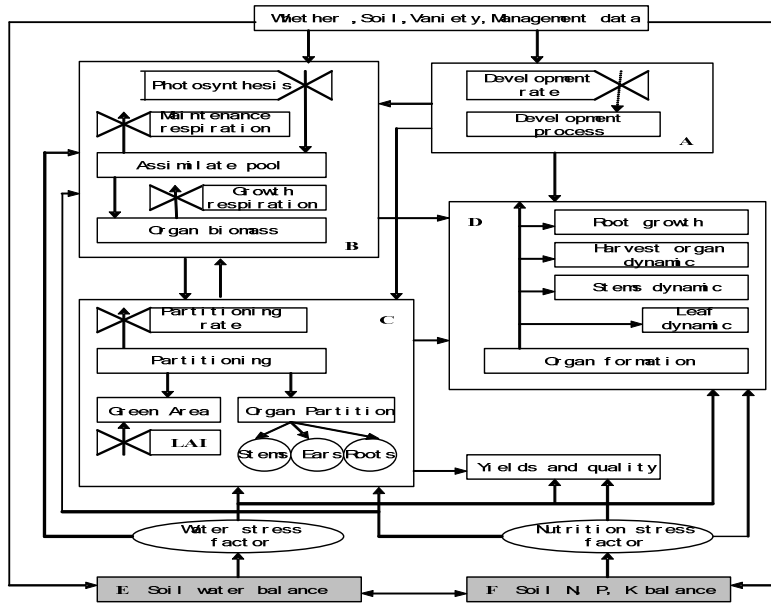 Whether ,Soil,Vaniety,Management data
Photosynthesis
Maintenance
respiration
Assimilate pool
Growth
respiration
Organ biomass
B
Development
rate
Development
process
A
D
Root growth
Harvest organ
dynamic
Stems dynamic
Leaf
dynamic
Organ formation
Partitioning
rate
C
Partitioning
Green Area
Organ Partition
LAI
Stems
Ears
Roots
Yields and quality
Water stress
factor
Nutrition stress
factor
E Soil water balance
F Soil N, P, K balance